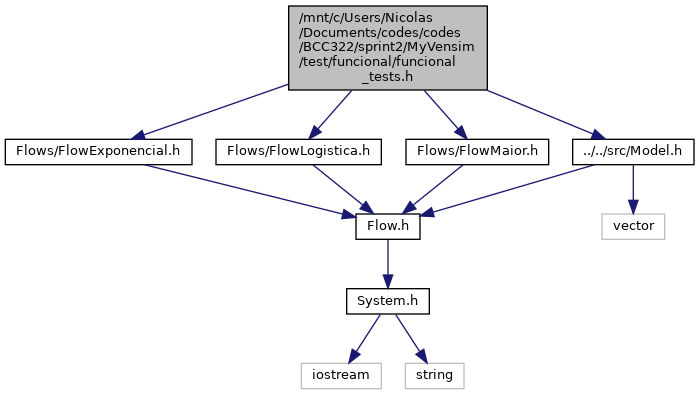 /mnt/c/Users/Nicolas
/Documents/codes/codes
/BCC322/sprint2/MyVensim
/test/funcional/funcional
_tests.h
Flows/FlowExponencial.h
Flows/FlowLogistica.h
Flows/FlowMaior.h
../../src/Model.h
Flow.h
vector
System.h
iostream
string